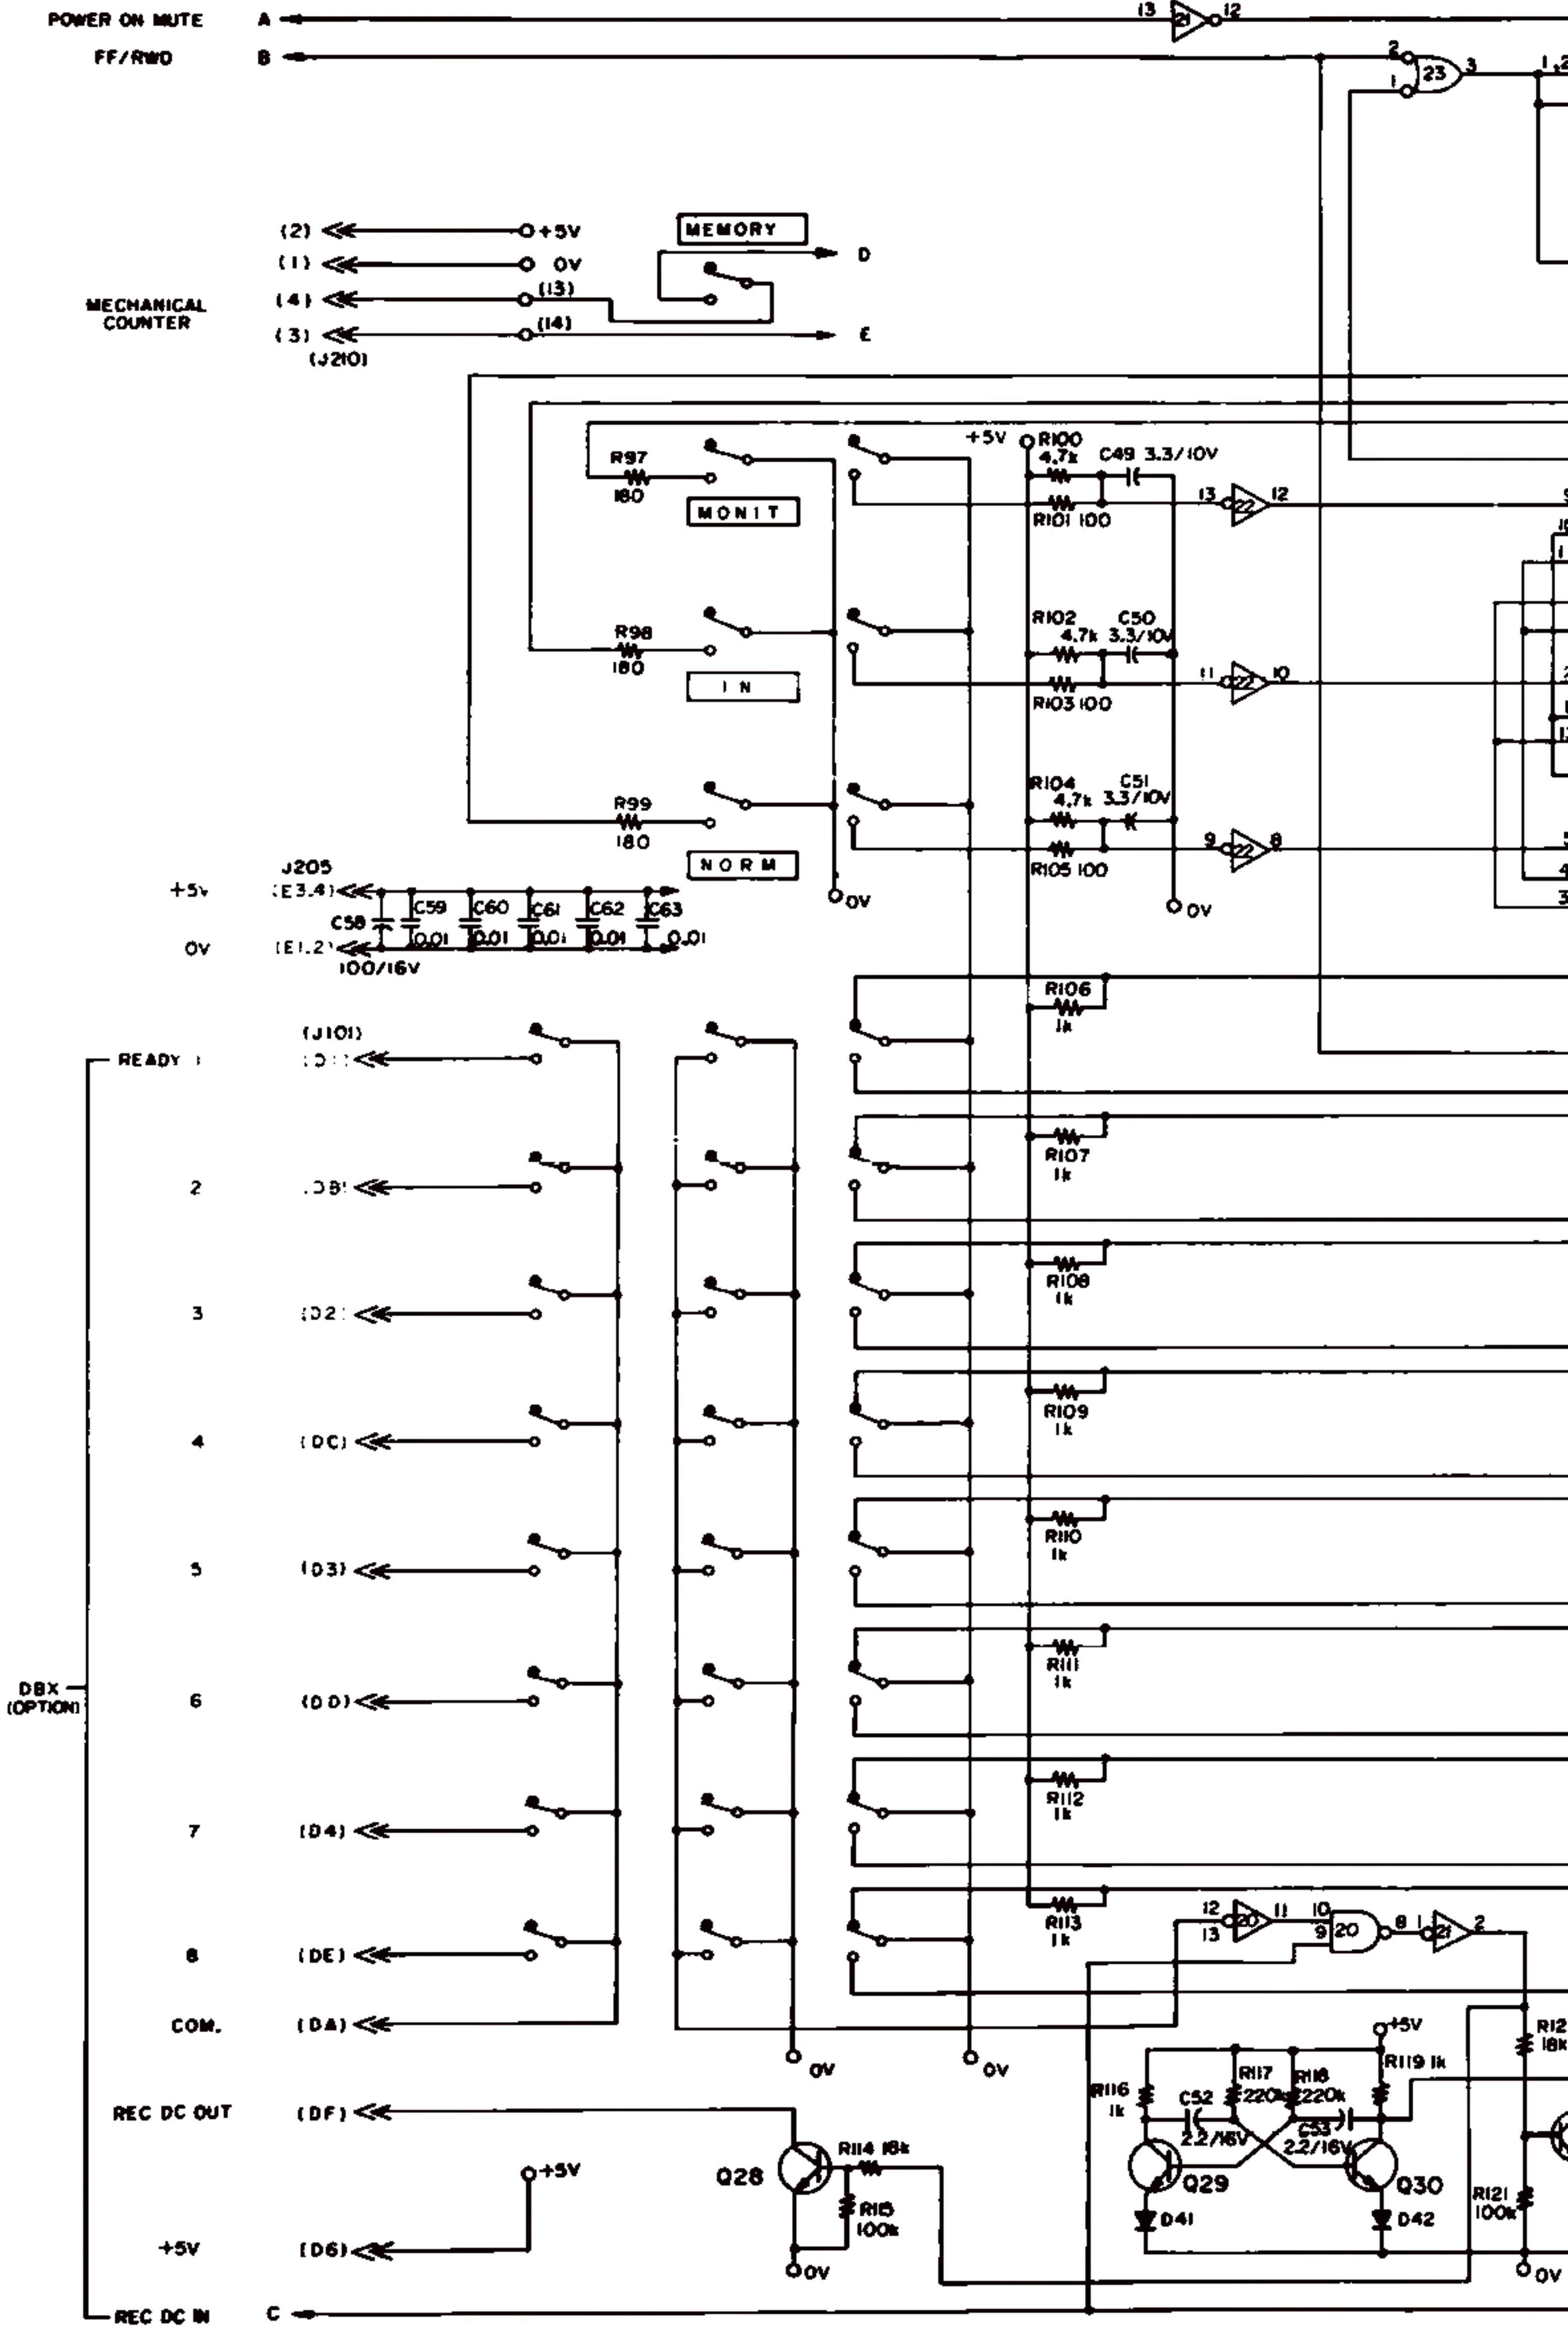 POWER ON MUTE A 13 21 12
FF/RWD B 2 1 23 3 1,2
(2) +5V MEMORY
D
(1) 0V
MECHANICAL COUNTER (4) (13)
(3) (14) E
(J210)
+5V R100
4.7k C49 3.3/10V
R97
180
MONIT
R101 100
13 22 12
R102
4.7k
C50
3.3/10V
R98
180
IN
R103 100
11 22 10
R104
4.7k
C51
3.3/10V
R99
180
NORM
R105 100
9 22 8
5
4
3
J205
+5v (E3.4)
C58 C59 C60 C61 C62 C63
0.01 0.01 0.01 0.01 0.01
0V (E1.2)
100/16V
0V
0V
R106
1k
(J101)
READY 1
R107
1k
2
R108
1k
3
R109
1k
4 (DC)
R110
1k
5 (D3)
R111
1k
DBX
(OPTION)
6 (DD)
R112
1k
7 (D4)
R113
1k
12 13 20 11 10 9 20 8 1 21 2
8 (DE)
COM. (DA)
0V
0V
+5V
R116
1k
C52
2.2/16V
R117
220k
R118
220k
C53
2.2/16V
R119 1k
18k
REC DC OUT (DF)
R114 18k
Q28
R115
100k
Q29
Q30
D41
D42
R121
100k
+5V
+5V (D6)
0V
0V
REC DC IN C